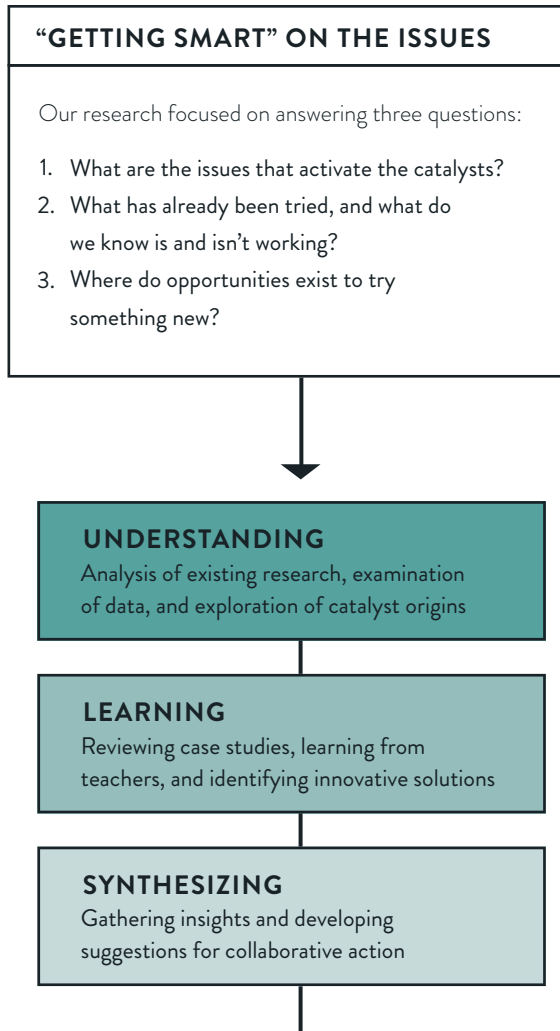 “GETTING SMART” ON THE ISSUES
Our research focused on answering three questions:
1. What are the issues that activate the catalysts?
2. What has already been tried, and what do
we know is and isn’t working?
3. Where do opportunities exist to try
something new?
UNDERSTANDING
Analysis of existing research, examination
of data, and exploration of catalyst origins
LEARNING
Reviewing case studies, learning from
teachers, and identifying innovative solutions
SYNTHESIZING
Gathering insights and developing
suggestions for collaborative action